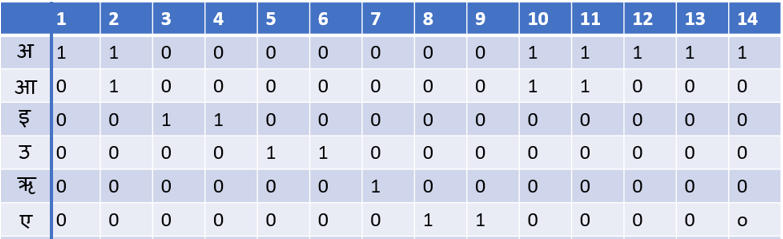 1 2 3 4 5 6 7 8 9 10 11 12 13 14
अ 1 1 0 0 0 0 0 0 0 1 1 1 1 1
आ 0 1 0 0 0 0 0 0 0 1 1 0 0 0
इ 0 0 1 1 0 0 0 0 0 0 0 0 0 0
उ 0 0 0 0 1 1 0 0 0 0 0 0 0 0
ऋ 0 0 0 0 0 0 1 0 0 0 0 0 0 0
ए 0 0 0 0 0 0 0 1 1 0 0 0 0 o